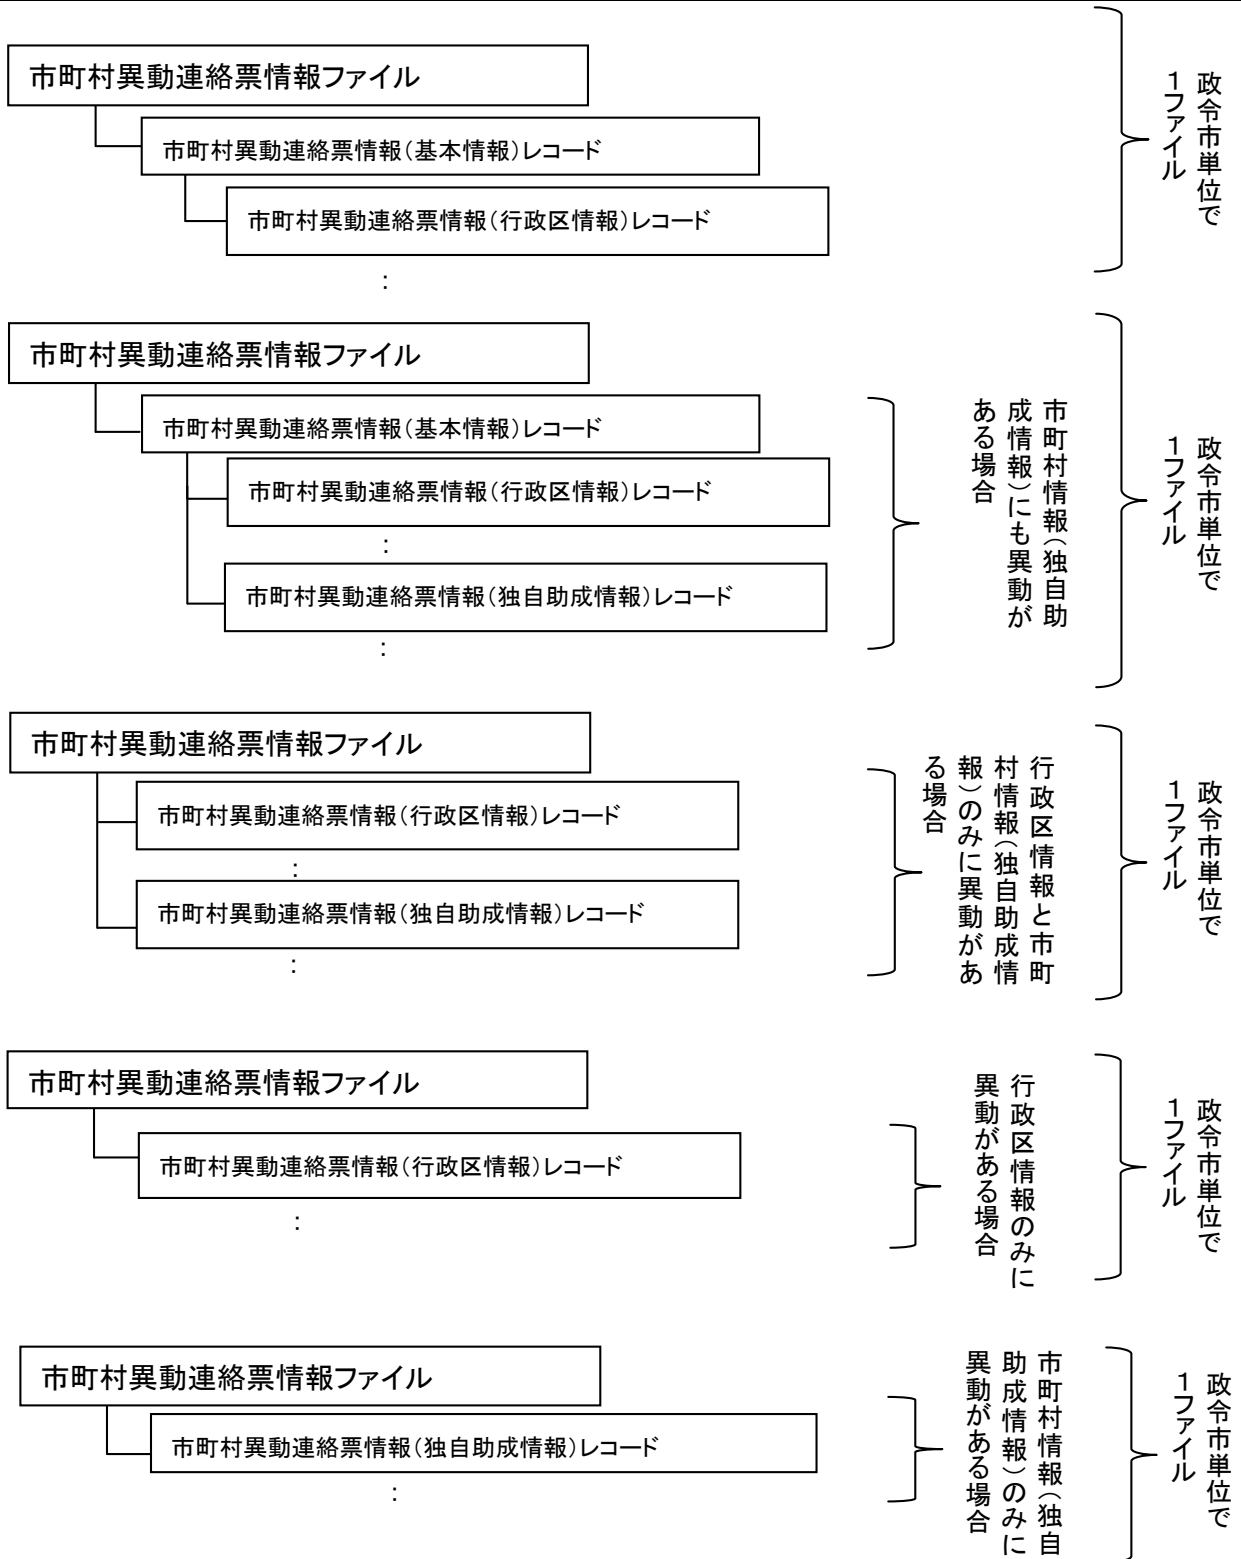 市町村異動連絡票情報ファイル
市町村異動連絡票情報（基本情報）レコード
市町村異動連絡票情報（行政区情報）レコード
：
政令市単位で
１ファイル
市町村異動連絡票情報ファイル
市町村異動連絡票情報（基本情報）レコード
市町村異動連絡票情報（行政区情報）レコード
：
市町村異動連絡票情報（独自助成情報）レコード
：
市町村情報（独自助
成情報）にも異動が
ある場合
政令市単位で
１ファイル
市町村異動連絡票情報ファイル
市町村異動連絡票情報（行政区情報）レコード
：
市町村異動連絡票情報（独自助成情報）レコード
：
行政区情報と市町
村情報（独自助成情
報）のみに異動があ
る場合
政令市単位で
１ファイル
市町村異動連絡票情報ファイル
市町村異動連絡票情報（行政区情報）レコード
：
行政区情報のみに
異動がある場合
政令市単位で
１ファイル
市町村異動連絡票情報ファイル
市町村異動連絡票情報（独自助成情報）レコード
：
市町村情報（独自
助成情報）のみに
異動がある場合
政令市単位で
１ファイル